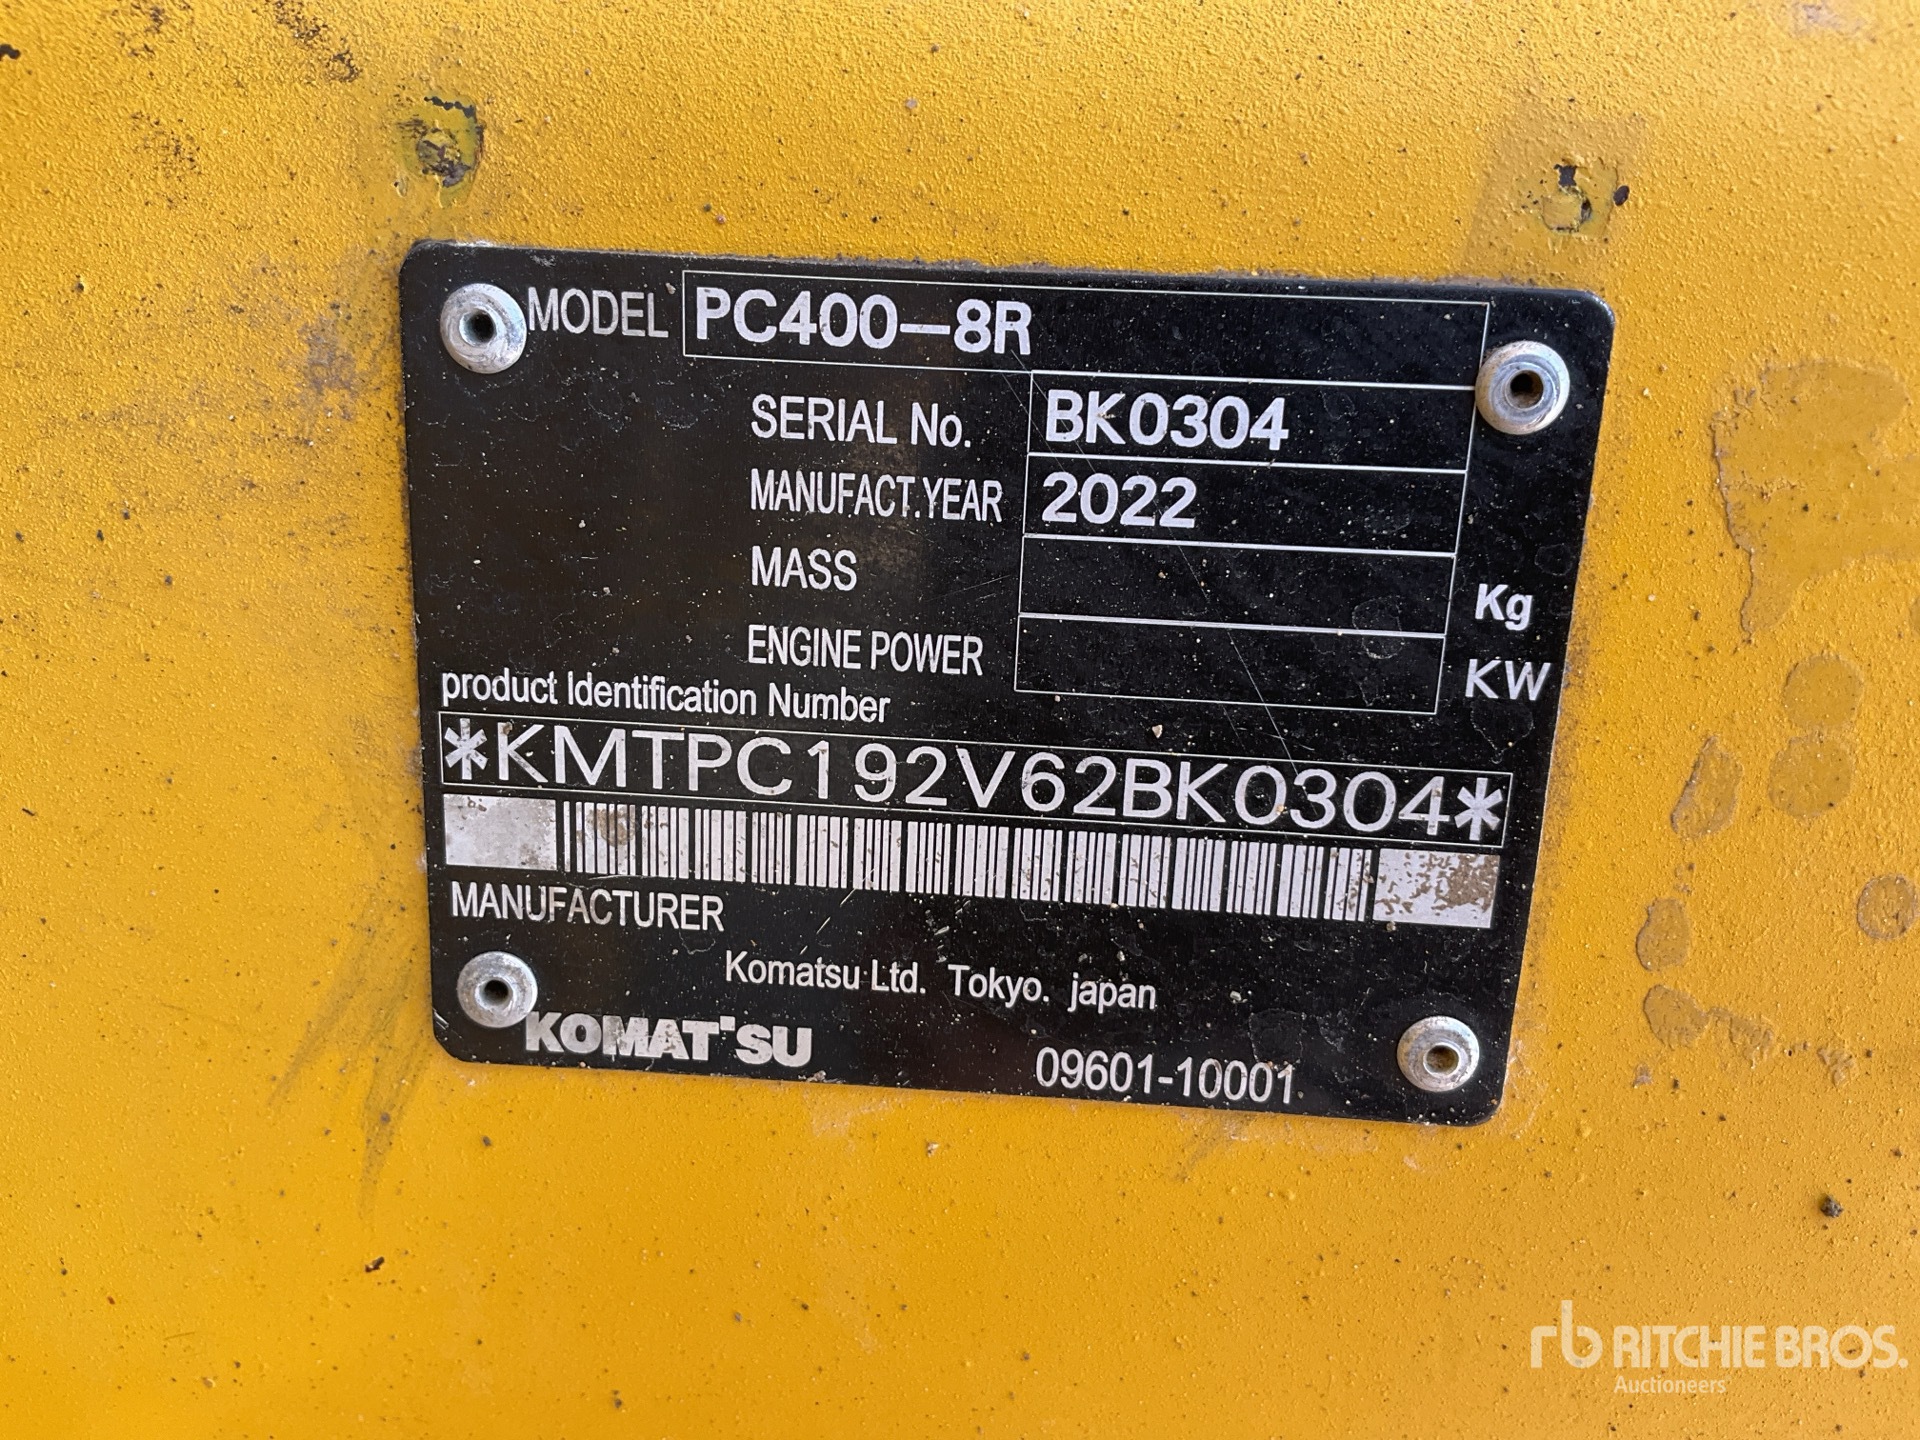 MODEL PC400-8R
SERIAL No. BK0304
MANUFACT.YEAR 2022
MASS Kg
ENGINE POWER KW
product Identification Number
*KMTPC192V62BK0304*
MANUFACTURER
Komatsu Ltd. Tokyo. japan
KOMATSU
09601-10001
rb RITCHIE BROS.
Auctioneers